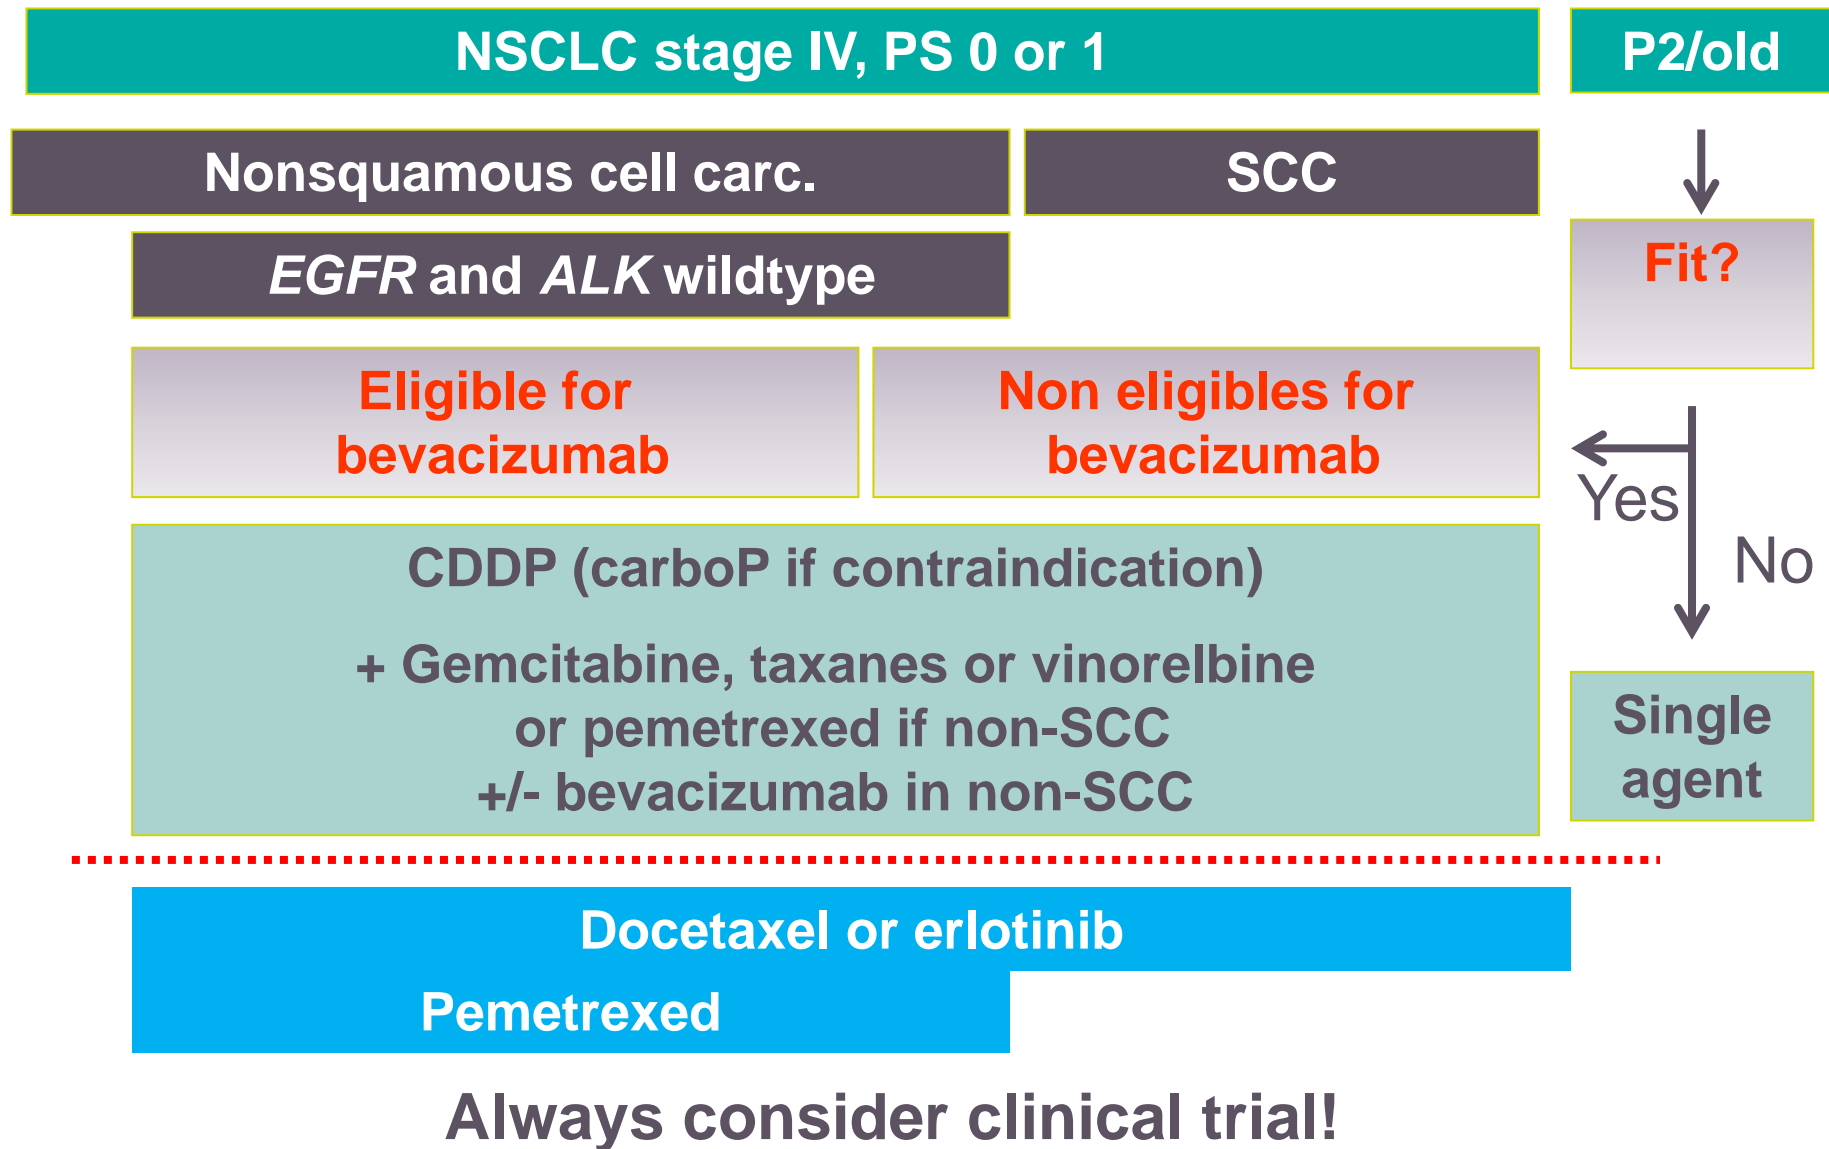 NSCLC stage IV, PS 0 or 1
P2/old
Nonsquamous cell carc.
SCC
EGFR and ALK wildtype
Fit?
Eligible for
bevacizumab
Non eligibles for
bevacizumab
Yes
No
CDDP (carboP if contraindication)
+ Gemcitabine, taxanes or vinorelbine
or pemetrexed if non-SCC
+/- bevacizumab in non-SCC
Single
agent
Docetaxel or erlotinib
Pemetrexed
Always consider clinical trial!